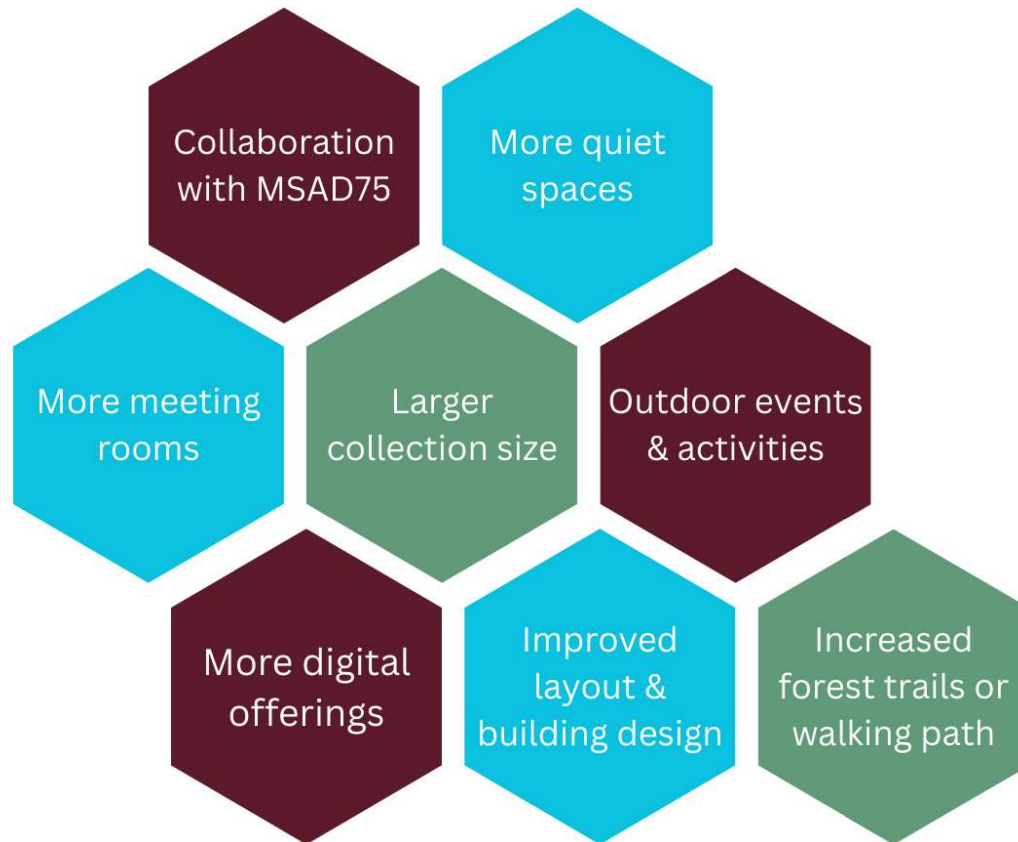 Collaboration
with MSAD75
More quiet
spaces
More meeting
rooms
Larger
collection size
Outdoor events
& activities
More digital
offerings
Improved
layout &
building design
Increased
forest trails or
walking path